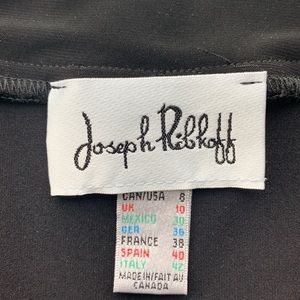 Joseph Ribkoff
CAN/USA 8
UK 10
MEXICO 30
GER 36
FRANCE 38
SPAIN 40
ITALY 42
MADE IN/FAIT AU
CANADA